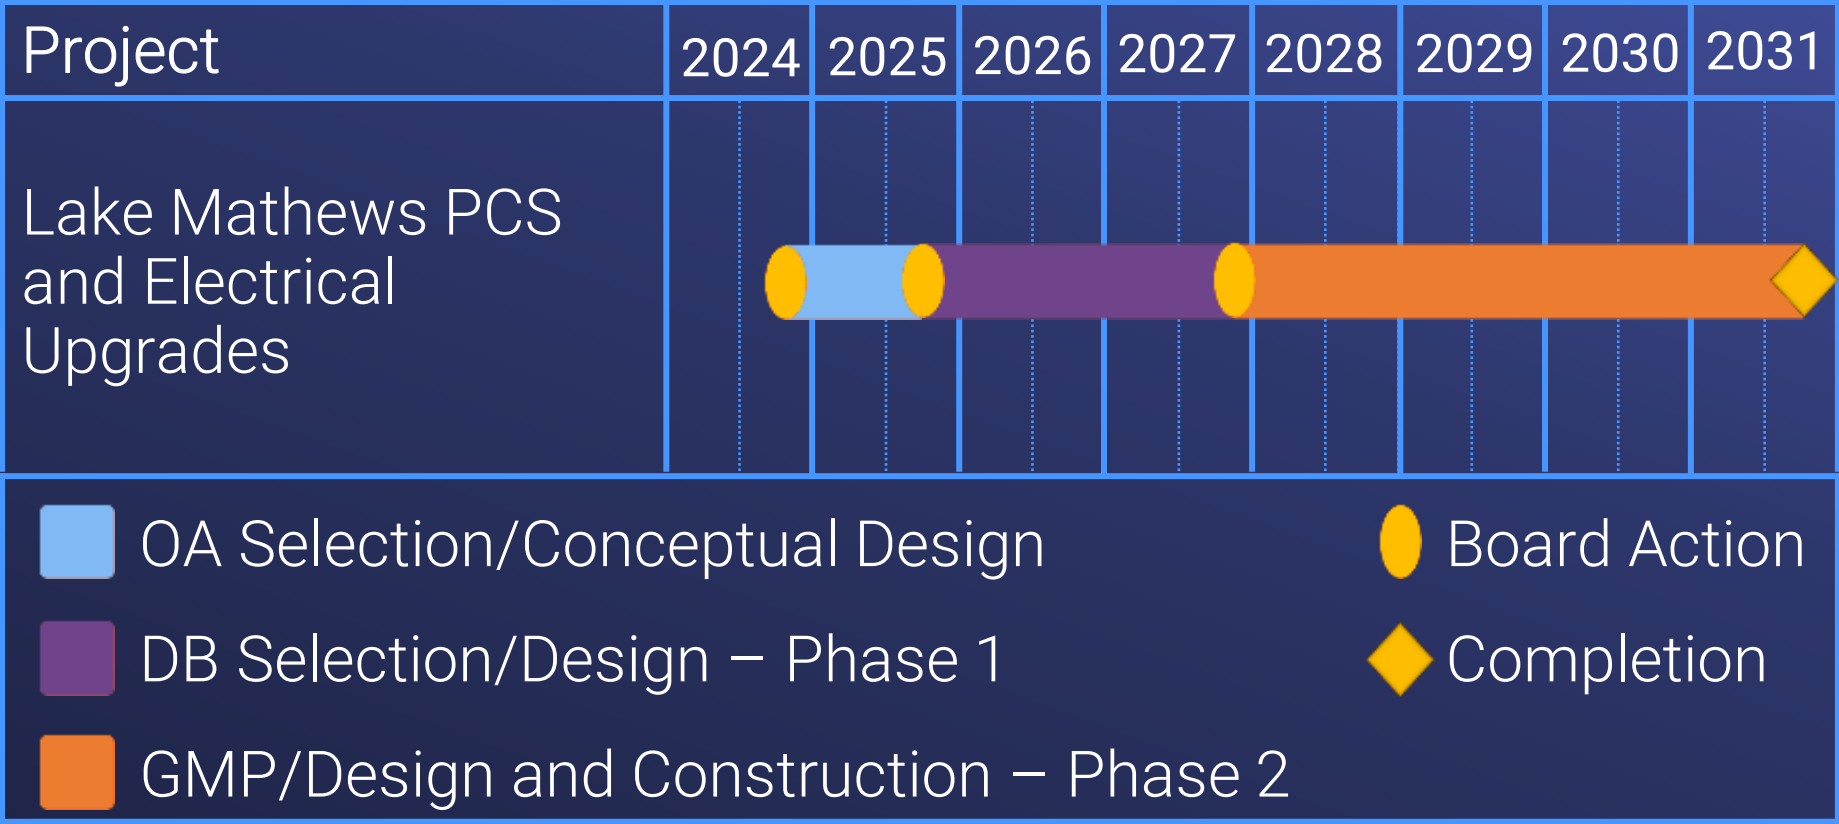 Project 2024 2025 2026 2027 2028 2029 2030 2031
Lake Mathews PCS
and Electrical
Upgrades
OA Selection/Conceptual Design
Board Action
DB Selection/Design – Phase 1
Completion
GMP/Design and Construction – Phase 2